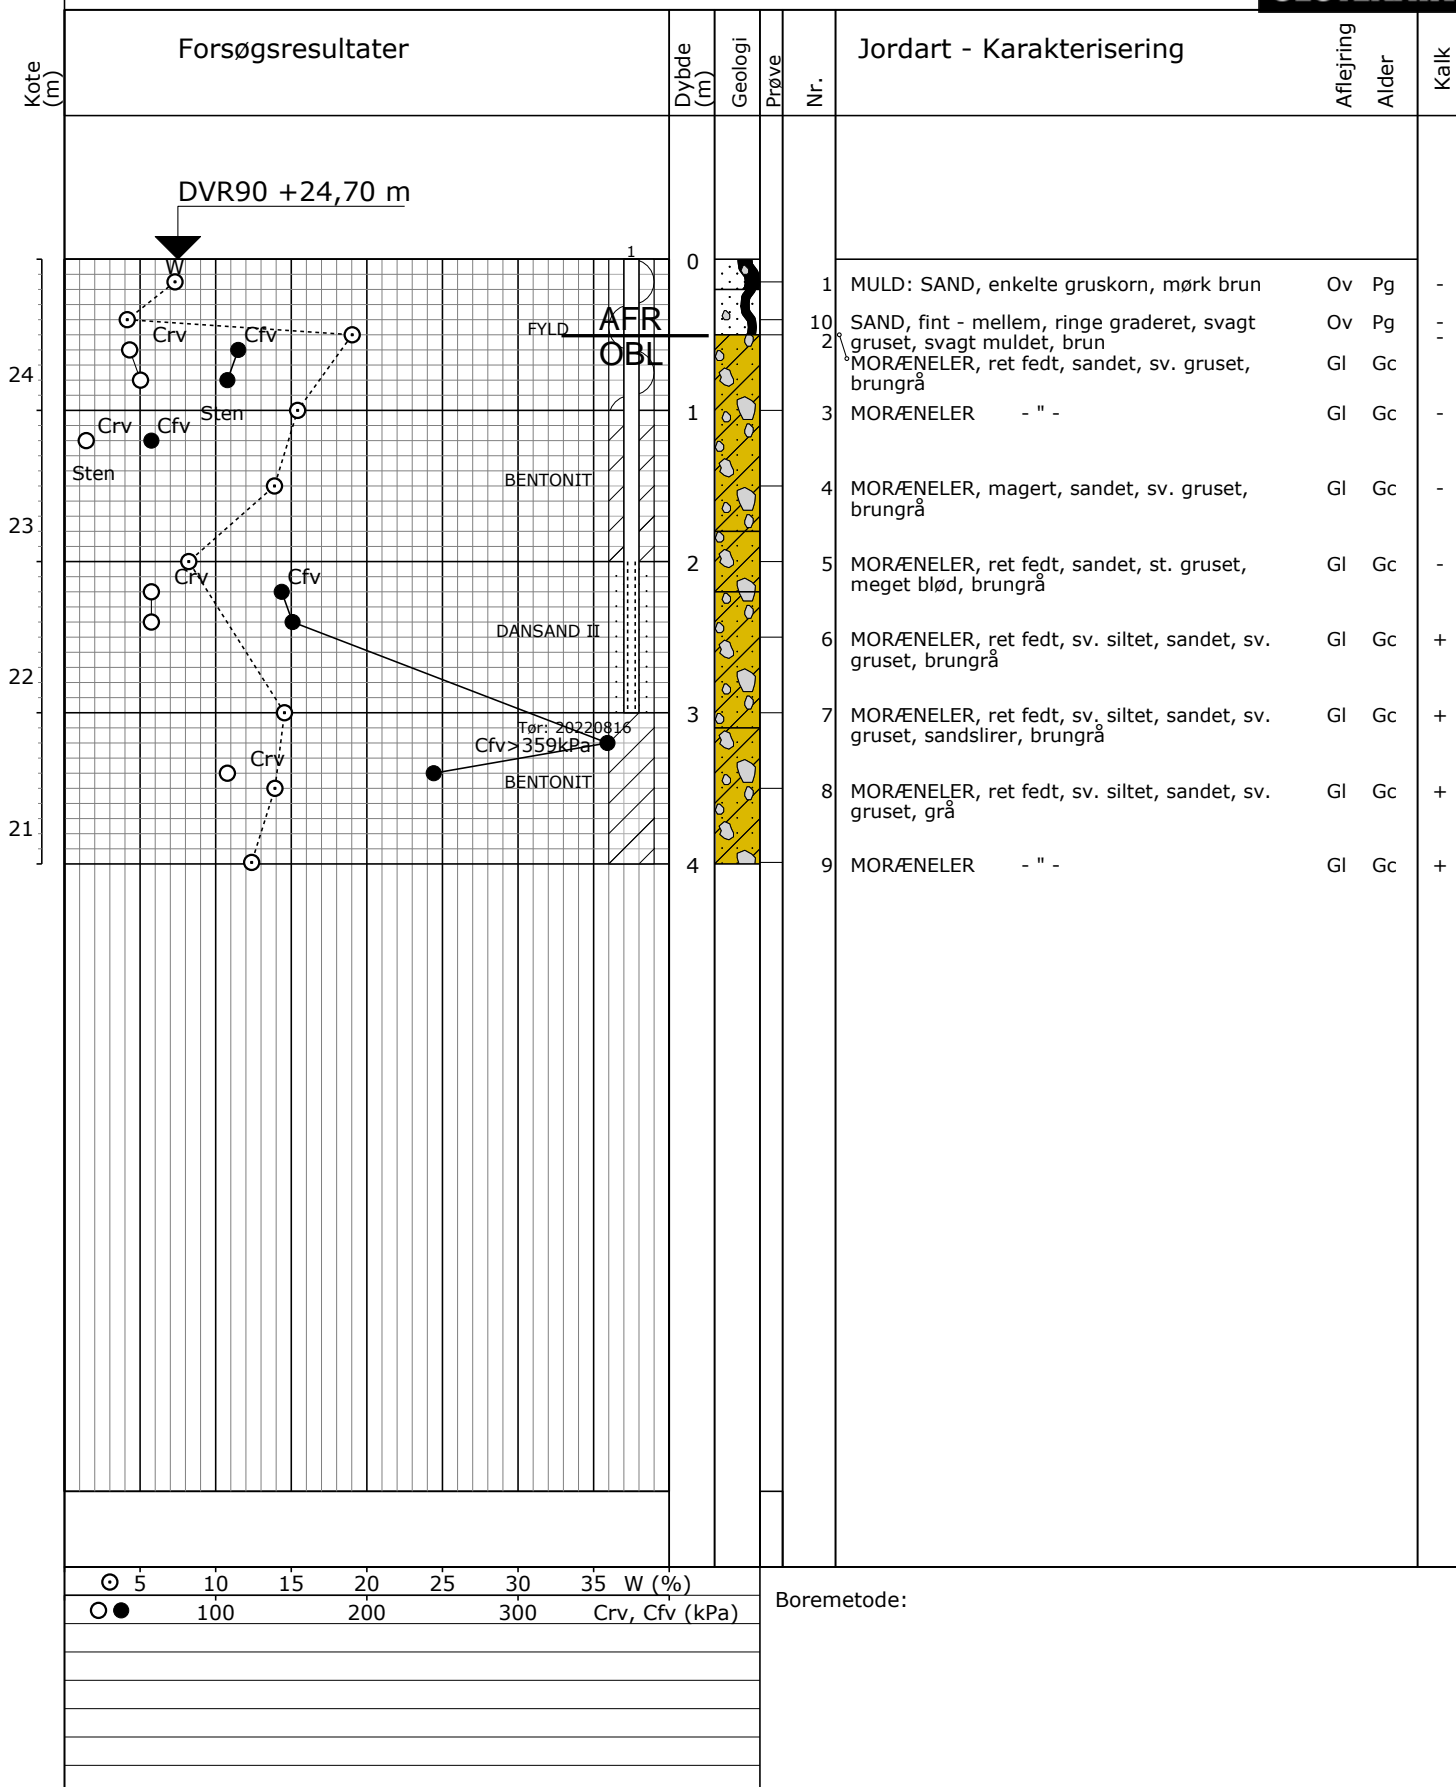 Kote (m)
Forsøgsresultater
Dybde (m)
Geologi
Prøve
Nr.
Jordart - Karakterisering
Aflejring
Alder
Kalk
DVR90 +24,70 m
W
1
0
1 MULD: SAND, enkelte gruskorn, mørk brun Ov Pg -
10 SAND, fint - mellem, ringe graderet, svagt Ov Pg -
2 gruset, svagt muldet, brun -
MORÆNELER, ret fedt, sandet, sv. gruset, Gl Gc
brungrå
Crv Cfv FYLD AFR
OBL
24
Sten
1
3 MORÆNELER - " - Gl Gc -
Crv Cfv
Sten
BENTONIT
4 MORÆNELER, magert, sandet, sv. gruset, Gl Gc -
brungrå
23
2
5 MORÆNELER, ret fedt, sandet, st. gruset, Gl Gc -
meget blød, brungrå
Crv Cfv
DANSAND II
6 MORÆNELER, ret fedt, sv. siltet, sandet, sv. Gl Gc +
gruset, brungrå
22
3
7 MORÆNELER, ret fedt, sv. siltet, sandet, sv. Gl Gc +
gruset, sandslirer, brungrå
Tør: 20220816
Cfv>359kPa
Crv
BENTONIT
8 MORÆNELER, ret fedt, sv. siltet, sandet, sv. Gl Gc +
gruset, grå
21
4
9 MORÆNELER - " - Gl Gc +
5 10 15 20 25 30 35 W (%)
100 200 300 Crv, Cfv (kPa)
Boremetode: